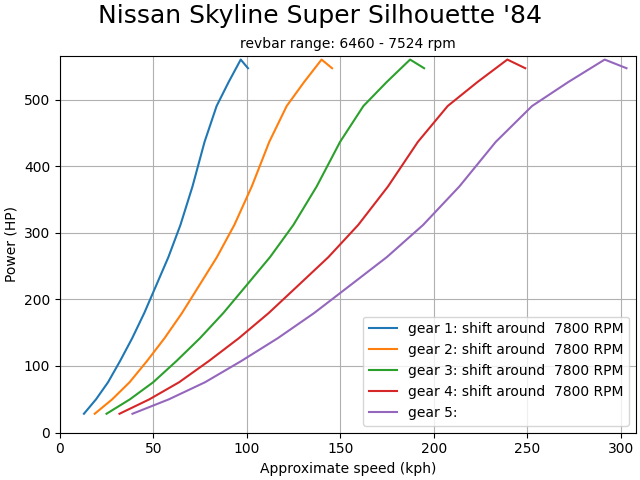 Nissan Skyline Super Silhouette '84
revbar range: 6460 - 7524 rpm
Power (HP)
500
400
300
200
100
0
0 50 100 150 200 250 300
Approximate speed (kph)
gear 1: shift around  7800 RPM
gear 2: shift around  7800 RPM
gear 3: shift around  7800 RPM
gear 4: shift around  7800 RPM
gear 5: